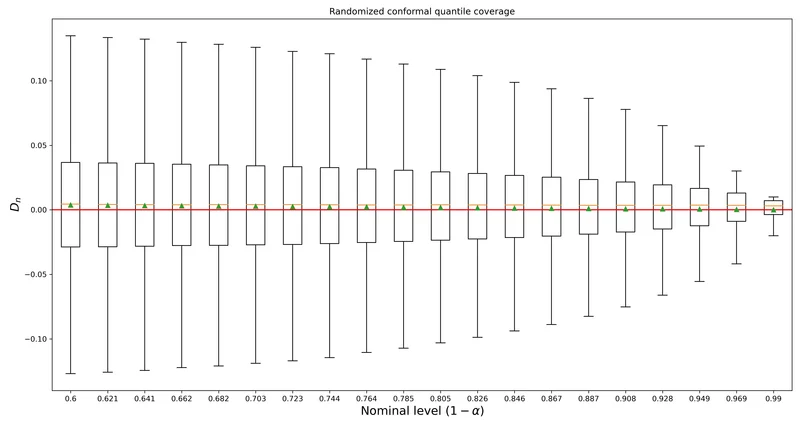 Randomized conformal quantile coverage
0.10
0.05
0.00
−0.05
−0.10
D_n
0.6 0.621 0.641 0.662 0.682 0.703 0.723 0.744 0.764 0.785 0.805 0.826 0.846 0.867 0.887 0.908 0.928 0.949 0.969 0.99
Nominal level (1 − α)